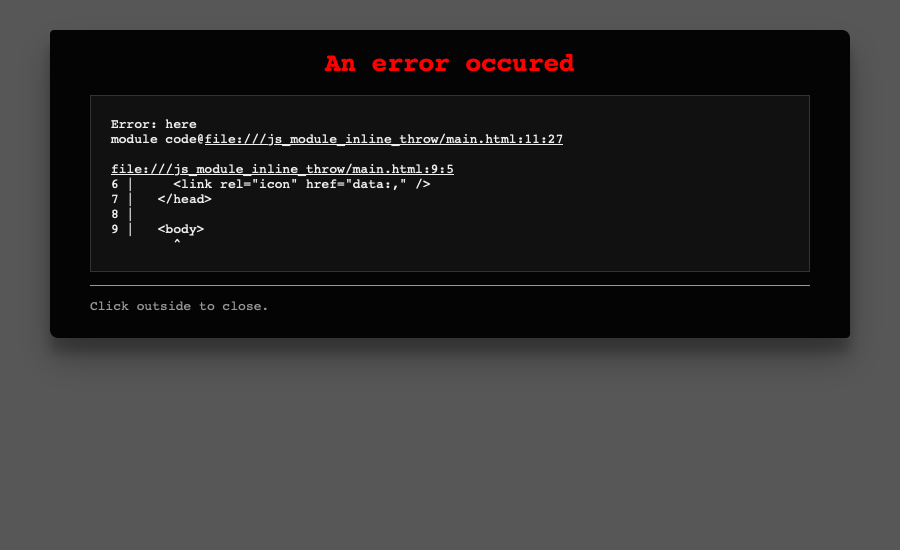 An error occured
Error: here
module code@file:///js_module_inline_throw/main.html:11:27
file:///js_module_inline_throw/main.html:9:5
6 |     <link rel="icon" href="data:," />
7 |   </head>
8 |
9 |   <body>
        ^
Click outside to close.